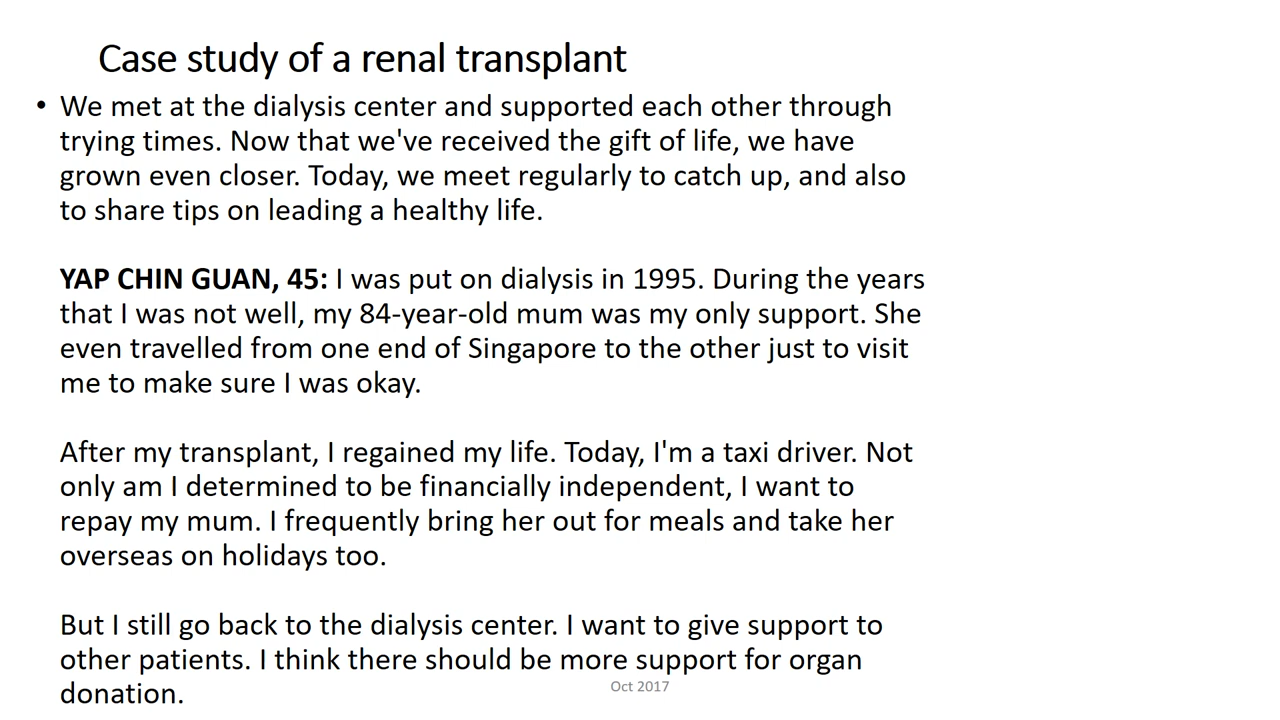 Case study of a renal transplant
• We met at the dialysis center and supported each other through
trying times. Now that we've received the gift of life, we have
grown even closer. Today, we meet regularly to catch up, and also
to share tips on leading a healthy life.
YAP CHIN GUAN, 45: I was put on dialysis in 1995. During the years
that I was not well, my 84-year-old mum was my only support. She
even travelled from one end of Singapore to the other just to visit
me to make sure I was okay.
After my transplant, I regained my life. Today, I'm a taxi driver. Not
only am I determined to be financially independent, I want to
repay my mum. I frequently bring her out for meals and take her
overseas on holidays too.
But I still go back to the dialysis center. I want to give support to
other patients. I think there should be more support for organ
donation.
Oct 2017